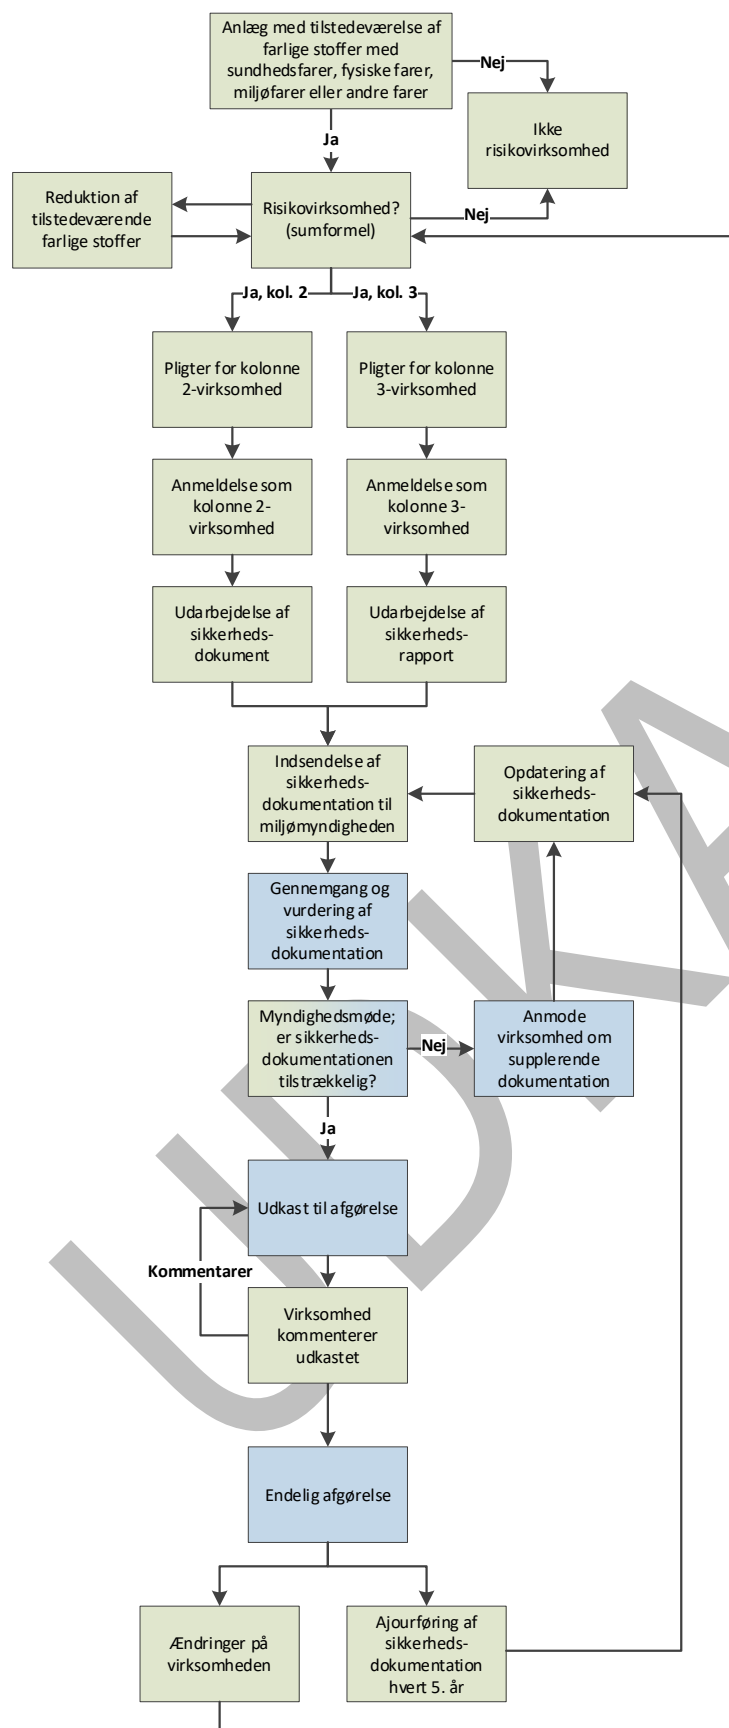 Anlæg med tilstedeværelse af
farlige stoffer med
sundhedsfarer, fysiske farer,
miljøfarer eller andre farer
Nej
Ikke
risikovirksomhed
Ja
Reduktion af
tilstedeværende
farlige stoffer
Risikovirksomhed?
(sumformel)
Nej
Ja, kol. 2
Ja, kol. 3
Pligter for kolonne
2-virksomhed
Pligter for kolonne
3-virksomhed
Anmeldelse som
kolonne 2-
virksomhed
Anmeldelse som
kolonne 3-
virksomhed
Udarbejdelse af
sikkerheds-
dokument
Udarbejdelse af
sikkerheds-
rapport
Indsendelse af
sikkerheds-
dokumentation til
miljømyndigheden
Opdatering af
sikkerheds-
dokumentation
Gennemgang og
vurdering af
sikkerheds-
dokumentation
Myndighedsmøde;
er sikkerheds-
dokumentationen
tilstrækkelig?
Nej
Anmode
virksomhed om
supplerende
dokumentation
Ja
Udkast til afgørelse
Kommentarer
Virksomhed
kommenterer
udkastet
Endelig afgørelse
Ændringer på
virksomheden
Ajourføring af
sikkerheds-
dokumentation
hvert 5. år
UDKA